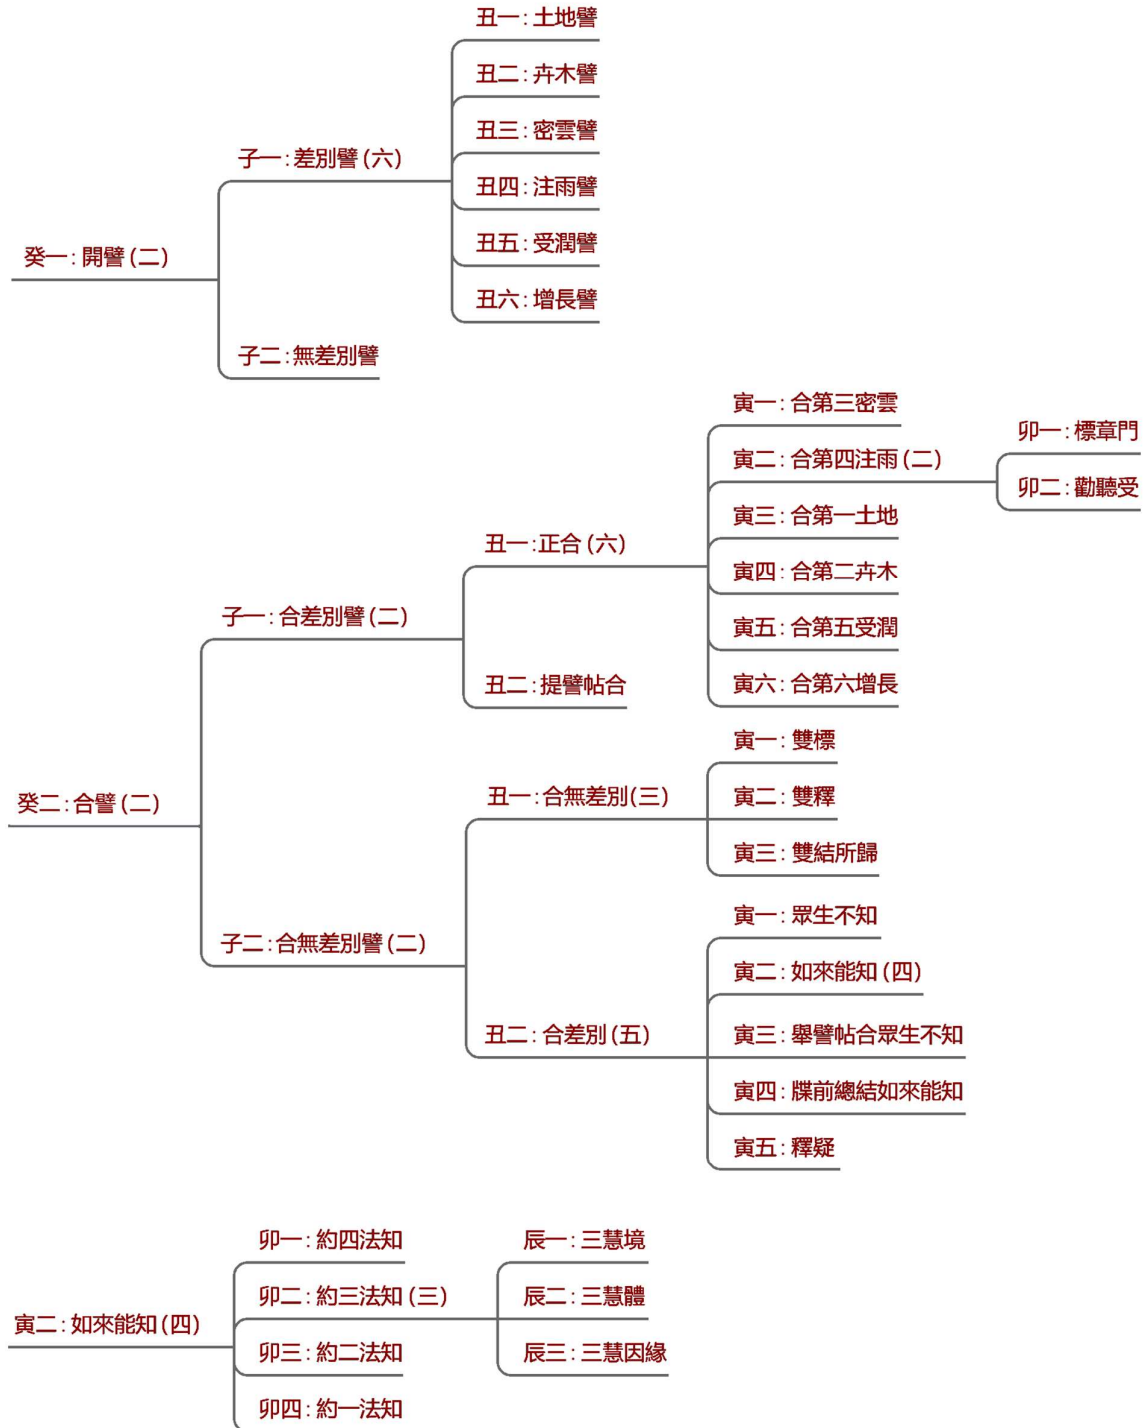 癸一：開譬(二)
子一：差別譬(六)
丑一：土地譬
丑二：卉木譬
丑三：密雲譬
丑四：注雨譬
丑五：受潤譬
丑六：增長譬
子二：無差別譬
癸二：合譬(二)
子一：合差別譬(二)
丑一：正合(六)
寅一：合第三密雲
寅二：合第四注雨(二)
卯一：標章門
卯二：勸聽受
寅三：合第一土地
寅四：合第二卉木
寅五：合第五受潤
寅六：合第六增長
丑二：提譬帖合
子二：合無差別譬(二)
丑一：合無差別(三)
寅一：雙標
寅二：雙釋
寅三：雙結所歸
丑二：合差別(五)
寅一：眾生不知
寅二：如來能知(四)
寅三：舉譬帖合眾生不知
寅四：牒前總結如來能知
寅五：釋疑
寅二：如來能知(四)
卯一：約四法知
卯二：約三法知(三)
辰一：三慧境
辰二：三慧體
辰三：三慧因緣
卯三：約二法知
卯四：約一法知